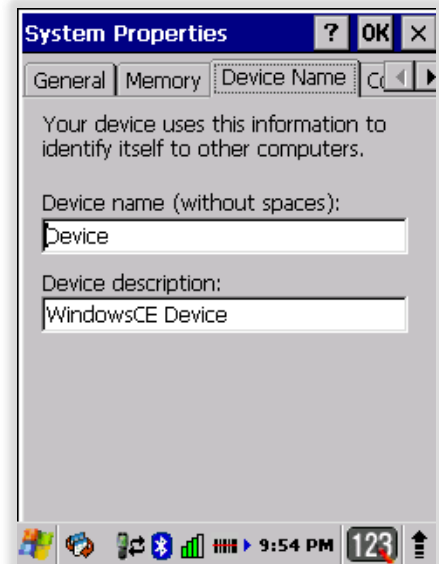 System Properties ? OK ×
General Memory Device Name
Your device uses this information to
identify itself to other computers.
Device name (without spaces):
Device
Device description:
WindowsCE Device
9:54 PM 123